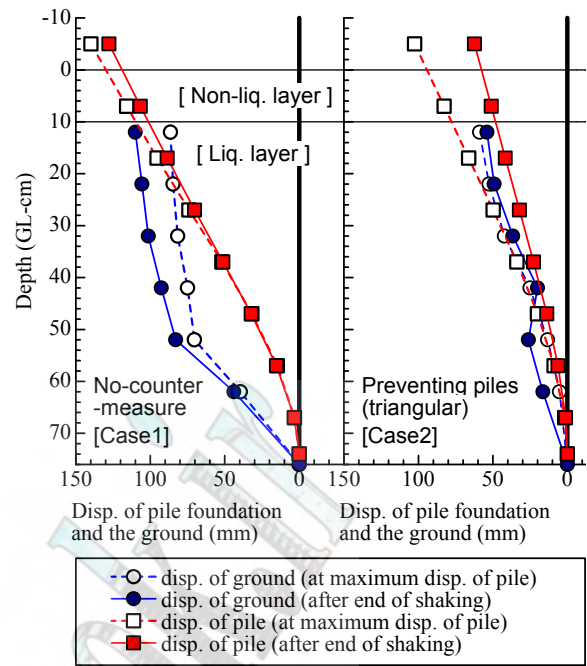 -10
0
10
20
30
40
50
60
70
Depth (GL-cm)
[ Non-liq. layer ]
[ Liq. layer ]
No-counter
-measure
[Case1]
Preventing piles
(triangular)
[Case2]
150 100 50 0
150 100 50 0
Disp. of pile foundation
and the ground (mm)
Disp. of pile foundation
and the ground (mm)
disp. of ground (at maximum disp. of pile)
disp. of ground (after end of shaking)
disp. of pile (at maximum disp. of pile)
disp. of pile (after end of shaking)